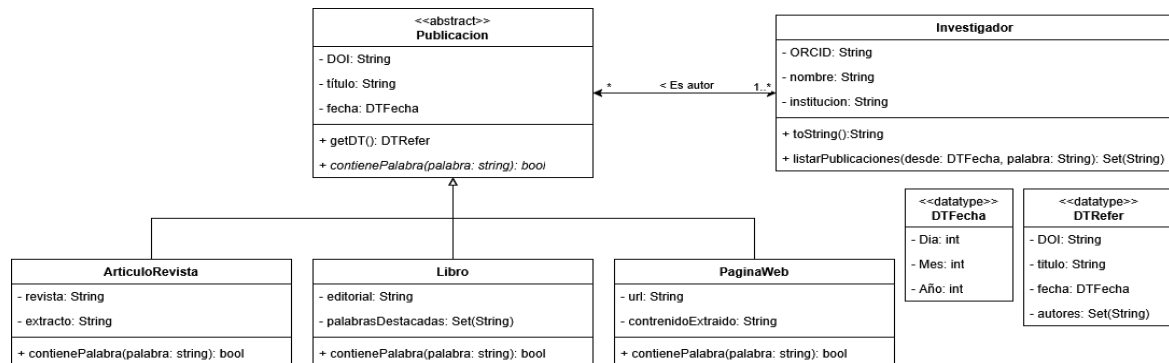 <<abstract>>
Publicacion
- DOI: String
- título: String
- fecha: DTFecha
+ getDT(): DTRefer
+ contienePalabra(palabra: string): bool
*
< Es autor
1..*
Investigador
- ORCID: String
- nombre: String
- institucion: String
+ toString():String
+ listarPublicaciones(desde: DTFecha, palabra: String): Set(String)
<<datatype>>
DTFecha
- Dia: int
- Mes: int
- Año: int
<<datatype>>
DTRefer
- DOI: String
- titulo: String
- fecha: DTFecha
- autores: Set(String)
ArticuloRevista
- revista: String
- extracto: String
+ contienePalabra(palabra: string): bool
Libro
- editorial: String
- palabrasDestacadas: Set(String)
+ contienePalabra(palabra: string): bool
PaginaWeb
- url: String
- contrenidoExtraido: String
+ contienePalabra(palabra: string): bool